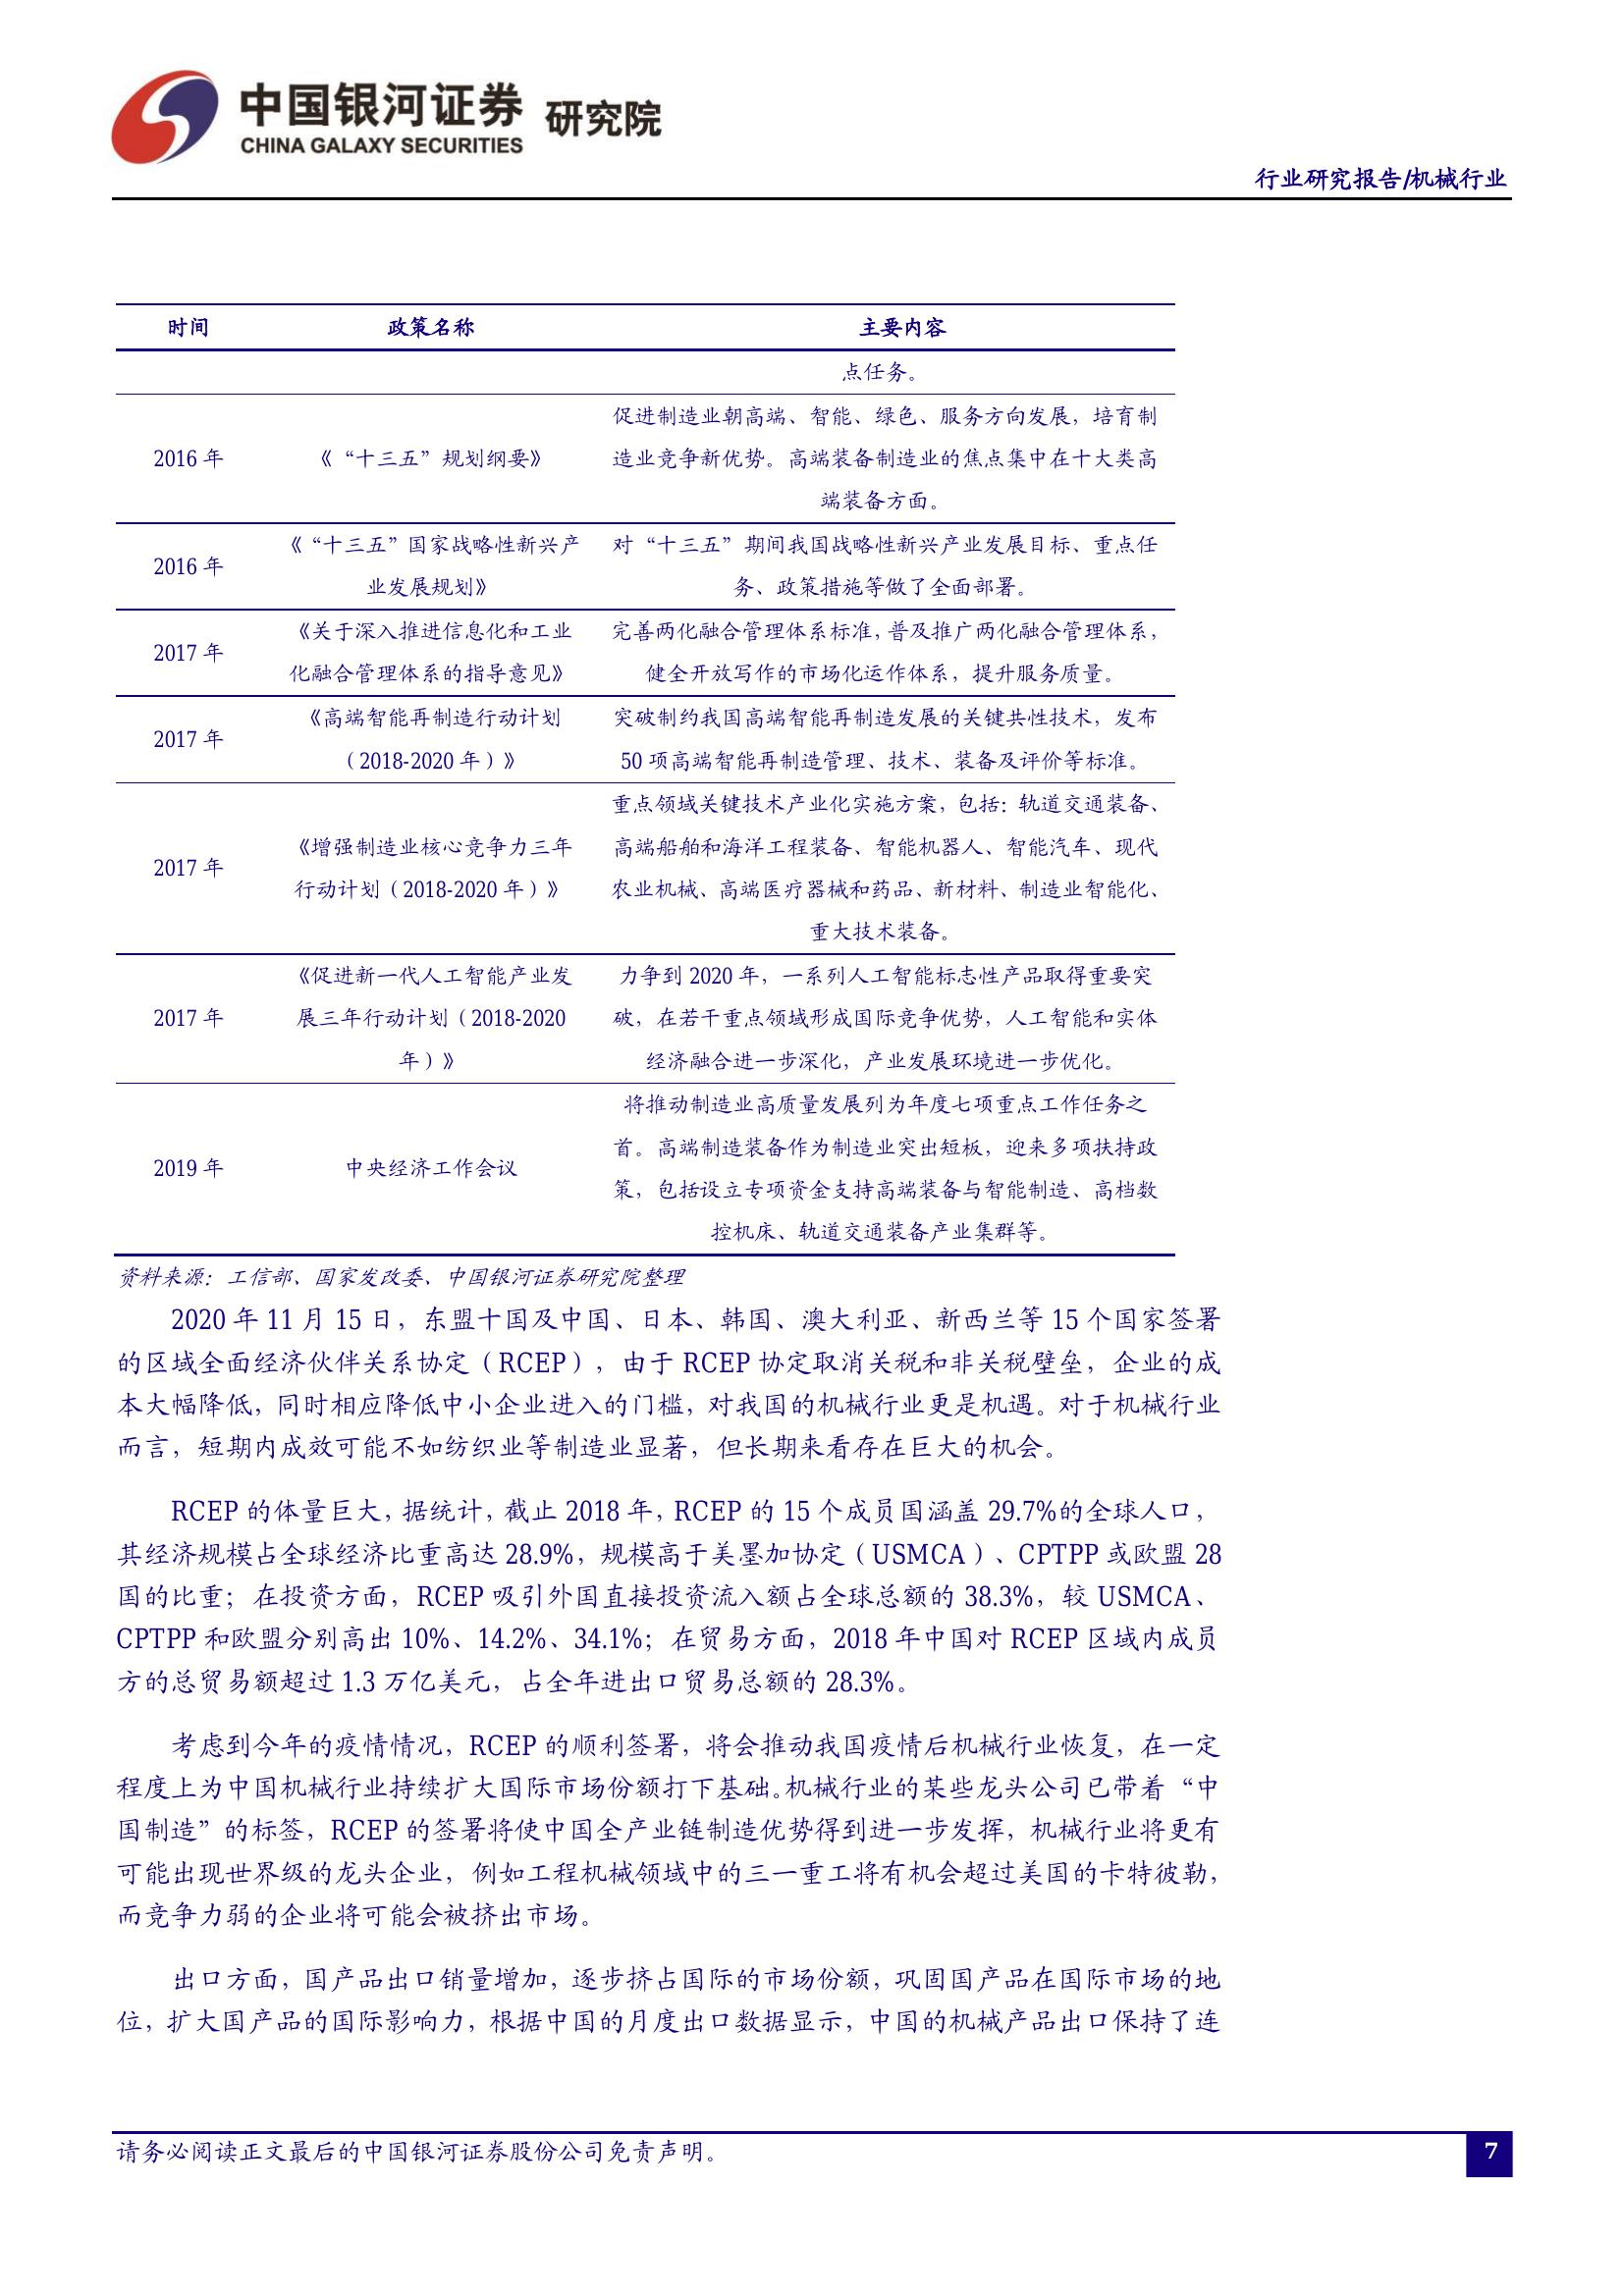 中国银河证券 研究院
CHINA GALAXY SECURITIES
行业研究报告/机械行业
时间 政策名称 主要内容
点任务。
2016 年 《“十三五”规划纲要》 促进制造业朝高端、智能、绿色、服务方向发展，培育制
造业竞争新优势。高端装备制造业的焦点集中在十大类高
端装备方面。
2016 年 《“十三五”国家战略性新兴产
业发展规划》
对“十三五”期间我国战略性新兴产业发展目标、重点任
务、政策措施等做了全面部署。
2017 年 《关于深入推进信息化和工业
化融合管理体系的指导意见》
完善两化融合管理体系标准，普及推广两化融合管理体系，
健全开放写作的市场化运作体系，提升服务质量。
2017 年 《高端智能再制造行动计划
（2018-2020 年）》
突破制约我国高端智能再制造发展的关键共性技术，发布
50 项高端智能再制造管理、技术、装备及评价等标准。
2017 年 《增强制造业核心竞争力三年
行动计划（2018-2020 年）》
重点领域关键技术产业化实施方案，包括：轨道交通装备、
高端船舶和海洋工程装备、智能机器人、智能汽车、现代
农业机械、高端医疗器械和药品、新材料、制造业智能化、
重大技术装备。
2017 年 《促进新一代人工智能产业发
展三年行动计划（2018-2020
年）》
力争到 2020 年，一系列人工智能标志性产品取得重要突
破，在若干重点领域形成国际竞争优势，人工智能和实体
经济融合进一步深化，产业发展环境进一步优化。
2019 年 中央经济工作会议
将推动制造业高质量发展列为年度七项重点工作任务之
首。高端制造装备作为制造业突出短板，迎来多项扶持政
策，包括设立专项资金支持高端装备与智能制造、高档数
控机床、轨道交通装备产业集群等。
资料来源：工信部、国家发改委、中国银河证券研究院整理
2020 年 11 月 15 日，东盟十国及中国、日本、韩国、澳大利亚、新西兰等 15 个国家签署
的区域全面经济伙伴关系协定（RCEP），由于 RCEP 协定取消关税和非关税壁垒，企业的成
本大幅降低，同时相应降低中小企业进入的门槛，对我国的机械行业更是机遇。对于机械行业
而言，短期内成效可能不如纺织业等制造业显著，但长期来看存在巨大的机会。
RCEP 的体量巨大，据统计，截止 2018 年，RCEP 的 15 个成员国涵盖 29.7%的全球人口，
其经济规模占全球经济比重高达 28.9%，规模高于美墨加协定（USMCA）、CPTPP 或欧盟 28
国的比重；在投资方面，RCEP 吸引外国直接投资流入额占全球总额的 38.3%，较 USMCA、
CPTPP 和欧盟分别高出 10%、14.2%、34.1%；在贸易方面，2018 年中国对 RCEP 区域内成员
方的总贸易额超过 1.3 万亿美元，占全年进出口贸易总额的 28.3%。
考虑到今年的疫情情况，RCEP 的顺利签署，将会推动我国疫情后机械行业恢复，在一定
程度上为中国机械行业持续扩大国际市场份额打下基础。机械行业的某些龙头公司已带着“中
国制造”的标签，RCEP 的签署将使中国全产业链制造优势得到进一步发挥，机械行业将更有
可能出现世界级的龙头企业，例如工程机械领域中的三一重工将有机会超过美国的卡特彼勒，
而竞争力弱的企业将可能会被挤出市场。
出口方面，国产品出口销量增加，逐步挤占国际的市场份额，巩固国产品在国际市场的地
位，扩大国产品的国际影响力，根据中国的月度出口数据显示，中国的机械产品出口保持了连
请务必阅读正文最后的中国银河证券股份公司免责声明。
7